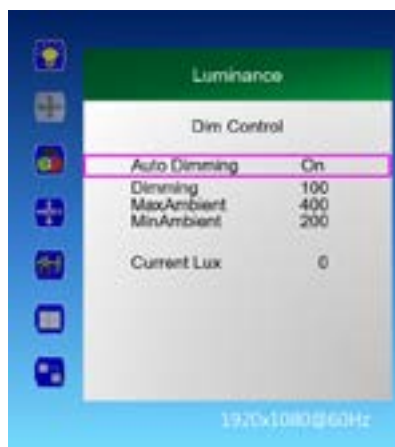 Luminance
Dim Control
Auto Dimming On
Dimming 100
MaxAmbient 400
MinAmbient 200
Current Lux 0
1920x1080@60Hz